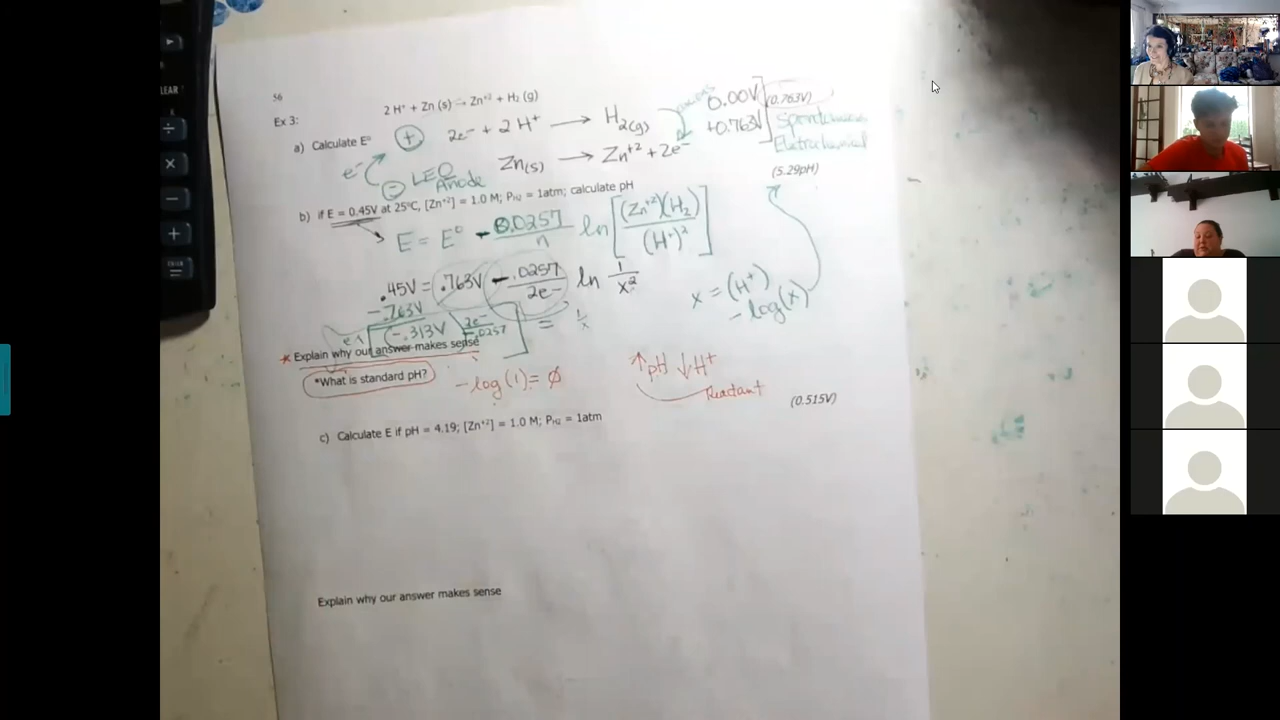 56
Ex 3:
2 H⁺ + Zn (s) → Zn⁺² + H₂ (g)
a) Calculate E°
(+) 2e- + 2 H⁺ → H₂(g) 0.00V (0.763V)
e- (-) LEO Anode
Zn(s) → Zn⁺² + 2e- +0.763V
Spontaneous
Electrochemical
(5.29pH)
b) if E = 0.45V at 25°C, [Zn⁺²] = 1.0 M; P_H₂ = 1atm; calculate pH
E = E° - 0.0257/n ln [(Zn⁺²)(H₂)/(H⁺)²]
.45V = .763V - .0257/2e- ln 1/x²
-.763V
x = (H⁺)
-log(x)
e^ [(-.313V) 2e-/-.0257] = 1/x
* Explain why our answer makes sense
*What is standard pH? -log(1) = ∅
↑pH ↓H⁺
Reactant
(0.515V)
c) Calculate E if pH = 4.19; [Zn⁺²] = 1.0 M; P_H₂ = 1atm
Explain why our answer makes sense
CLEAR
÷
×
−
+
=